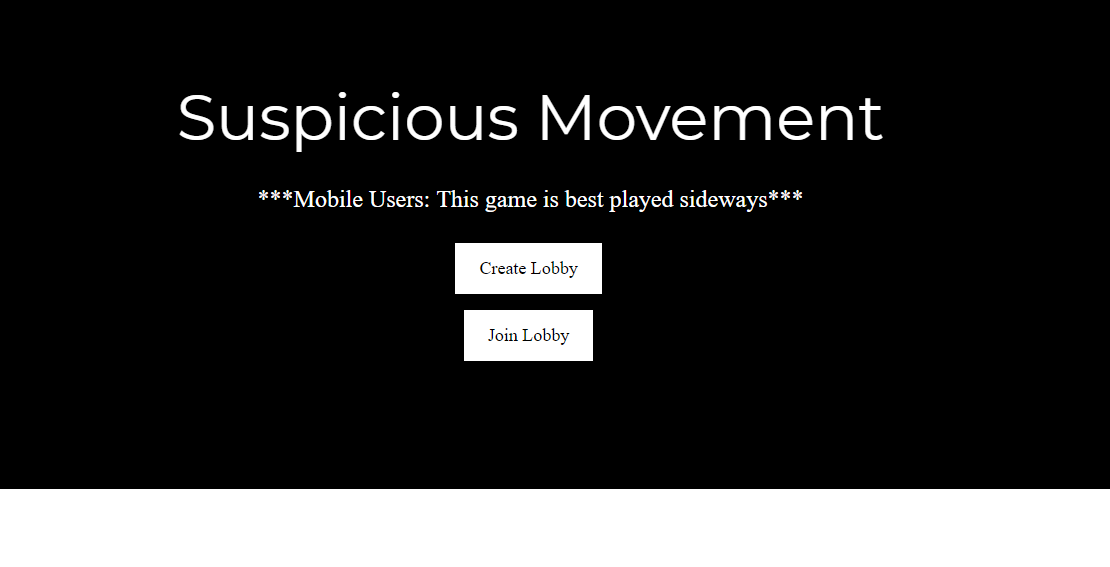 Suspicious Movement
***Mobile Users: This game is best played sideways***
Create Lobby
Join Lobby